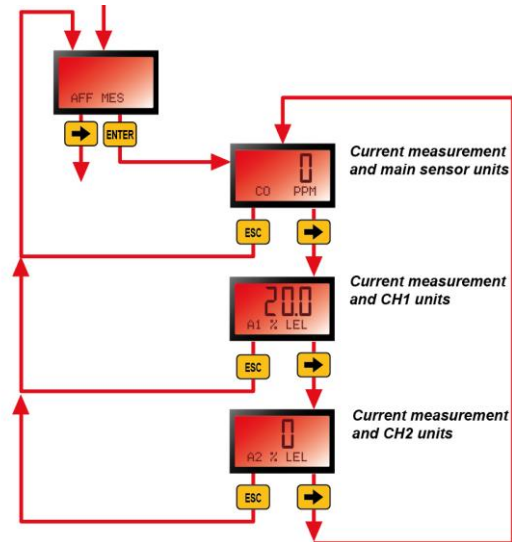 AFF MES
ENTER
0
CO PPM
Current measurement
and main sensor units
ESC
20.0
A1 % LEL
Current measurement
and CH1 units
ESC
0
A2 % LEL
Current measurement
and CH2 units
ESC